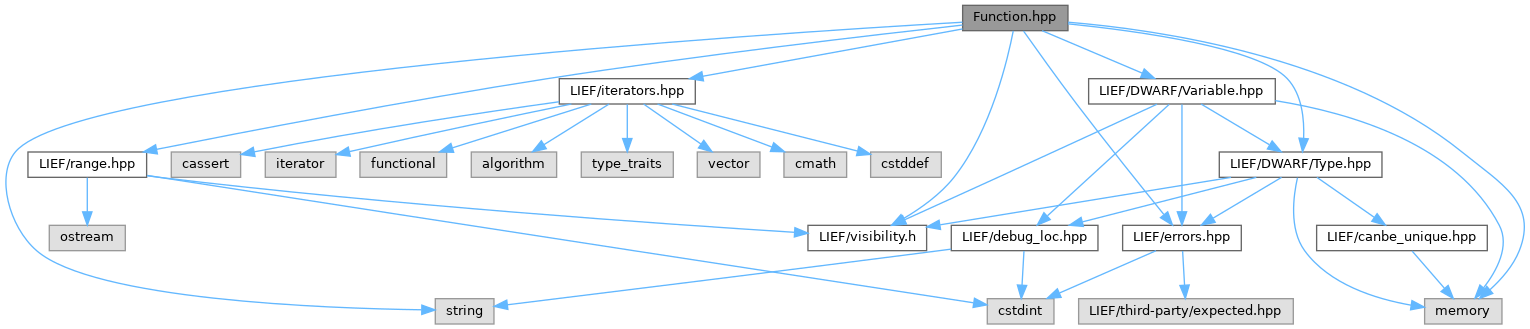 Function.hpp
LIEF/iterators.hpp
LIEF/DWARF/Variable.hpp
LIEF/range.hpp
cassert
iterator
functional
algorithm
type_traits
vector
cmath
cstddef
LIEF/DWARF/Type.hpp
ostream
LIEF/visibility.h
LIEF/debug_loc.hpp
LIEF/errors.hpp
LIEF/canbe_unique.hpp
string
cstdint
LIEF/third-party/expected.hpp
memory